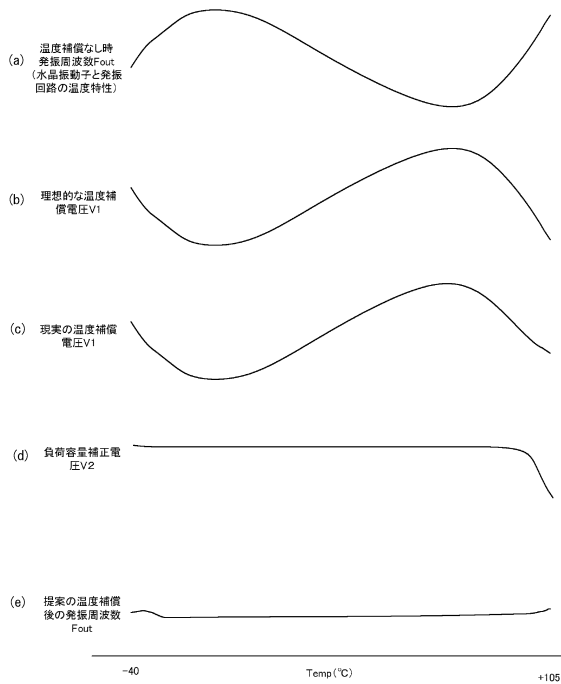 (a)
温度補償なし時
発振周波数Fout
(水晶振動子と発振
回路の温度特性)
(b)
理想的な温度補
償電圧V1
(c)
現実の温度補償
電圧V1
(d)
負荷容量補正電
圧V2
(e)
提案の温度補償
後の発振周波数
Fout
-40
Temp(℃)
+105